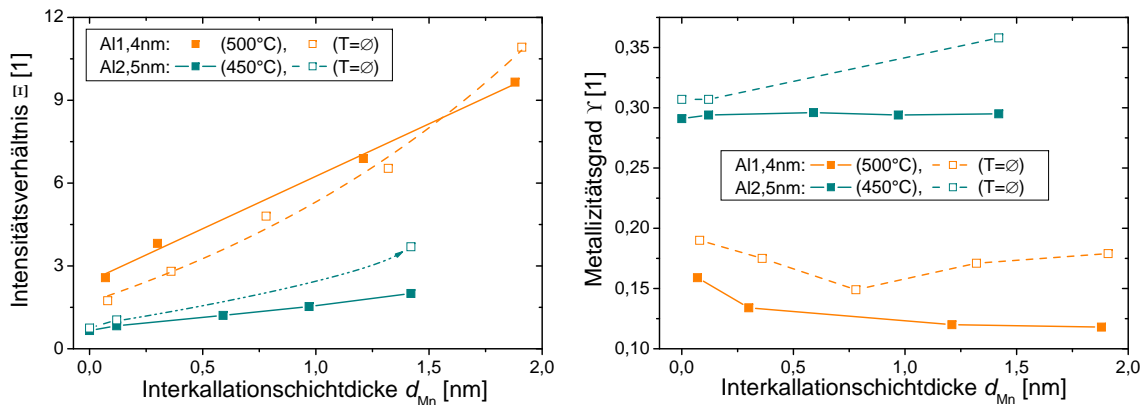 Intensitätsverhältnis Ξ [1]
12
9
6
3
0
Al1,4nm: (500°C), (T=∅)
Al2,5nm: (450°C), (T=∅)
0,0 0,5 1,0 1,5 2,0
Interkallationschichtdicke dMn [nm]
Metallizitätsgrad ϒ [1]
0,35
0,30
0,25
0,20
0,15
0,10
Al1,4nm: (500°C), (T=∅)
Al2,5nm: (450°C), (T=∅)
0,0 0,5 1,0 1,5 2,0
Interkallationschichtdicke dMn [nm]